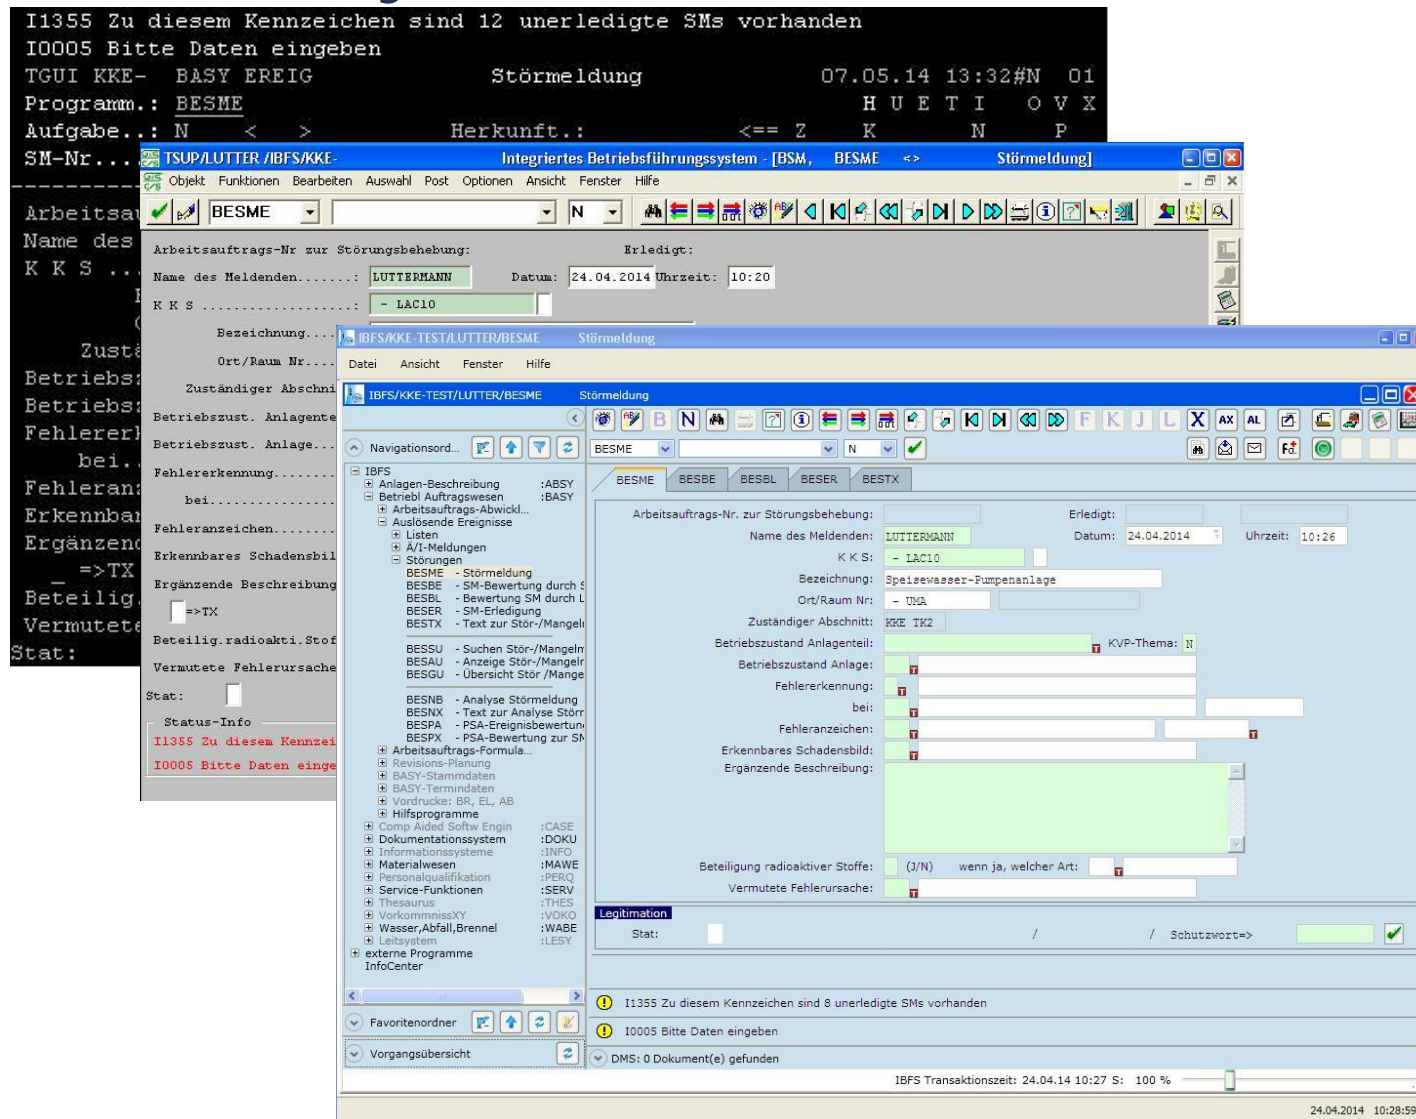 I1355 Zu diesem Kennzeichen sind 12 unerledigte SMs vorhanden
I0005 Bitte Daten eingeben
TGUI KKE- BASY EREIG Störmeldung 07.05.14 13:32#N 01
Programm.: BESME H U E T I O V X
Aufgabe..: N < > Herkunft.: <== Z K N P
SM-Nr...
Name des
K K S ...
bei..
=>TX
Stat:
TSUP/LUTTER /IBFS/KKE- Integriertes Betriebsführungssystem - [BSM, BESME <> Störmeldung]
Objekt Funktionen Bearbeiten Auswahl Post Optionen Ansicht Fenster Hilfe
BESME N
Arbeitsauftrags-Nr zur Störungsbehebung: Erledigt:
Name des Meldenden.......: LUTTERMANN Datum: 24.04.2014 Uhrzeit: 10:20
K K S ...................: - LAC10
Bezeichnung....
Ort/Raum Nr....
Zuständiger Abschni
Betriebszust. Anlagente
Betriebszust. Anlage...
Fehlererkennung........
bei................
Fehleranzeichen........
Erkennbares Schadensbil
Ergänzende Beschreibung
=>TX
Beteilig.radioakti.Stof
Vermutete Fehlerursache
Stat:
Status-Info
I1355 Zu diesem Kennzei
I0005 Bitte Daten einge
IBFS/KKE-TEST/LUTTER/BESME Störmeldung
Datei Ansicht Fenster Hilfe
IBFS/KKE-TEST/LUTTER/BESME Störmeldung
B N F K J L X AX AL
Navigationsord...
BESME N
IBFS
Anlagen-Beschreibung :ABSY
Betriebl Auftragswesen :BASY
Arbeitsauftrags-Abwickl...
Auslösende Ereignisse
Listen
Ä/I-Meldungen
Störungen
BESME - Störmeldung
BESBE - SM-Bewertung durch S
BESBL - Bewertung SM durch L
BESER - SM-Erledigung
BESTX - Text zur Stör-/Mangel
BESSU - Suchen Stör-/Mangelm
BESAU - Anzeige Stör-/Mangelr
BESGU - Übersicht Stör /Mange
BESNB - Analyse Störmeldung
BESNX - Text zur Analyse Störr
BESPA - PSA-Ereignisbewertun
BESPX - PSA-Bewertung zur SM
Arbeitsauftrags-Formula...
Revisions-Planung
BASY-Stammdaten
BASY-Termindaten
Vordrucke: BR, EL, AB
Hilfsprogramme
Comp Aided Softw Engin :CASE
Dokumentationssystem :DOKU
Informationssysteme :INFO
Materialwesen :MAWE
Personalqualifikation :PERQ
Service-Funktionen :SERV
Thesaurus :THES
VorkommnissXY :VOKO
Wasser,Abfall,Brennel :WABE
Leitsystem :LESY
externe Programme
InfoCenter
Favoritenordner
Vorgangsübersicht
BESME BESBE BESBL BESER BESTX
Arbeitsauftrags-Nr. zur Störungsbehebung: Erledigt:
Name des Meldenden: LUTTERMANN Datum: 24.04.2014 Uhrzeit: 10:26
K K S: - LAC10
Bezeichnung: Speisewasser-Pumpenanlage
Ort/Raum Nr: - UMA
Zuständiger Abschnitt: KKE TK2
Betriebszustand Anlagenteil: KVP-Thema: N
Betriebszustand Anlage:
Fehlererkennung:
bei:
Fehleranzeichen:
Erkennbares Schadensbild:
Ergänzende Beschreibung:
Beteiligung radioaktiver Stoffe: (J/N) wenn ja, welcher Art:
Vermutete Fehlerursache:
Legitimation
Stat: / / Schutzwort=>
I1355 Zu diesem Kennzeichen sind 8 unerledigte SMs vorhanden
I0005 Bitte Daten eingeben
DMS: 0 Dokument(e) gefunden
IBFS Transaktionszeit: 24.04.14 10:27 S: 100 %
24.04.2014 10:28:59